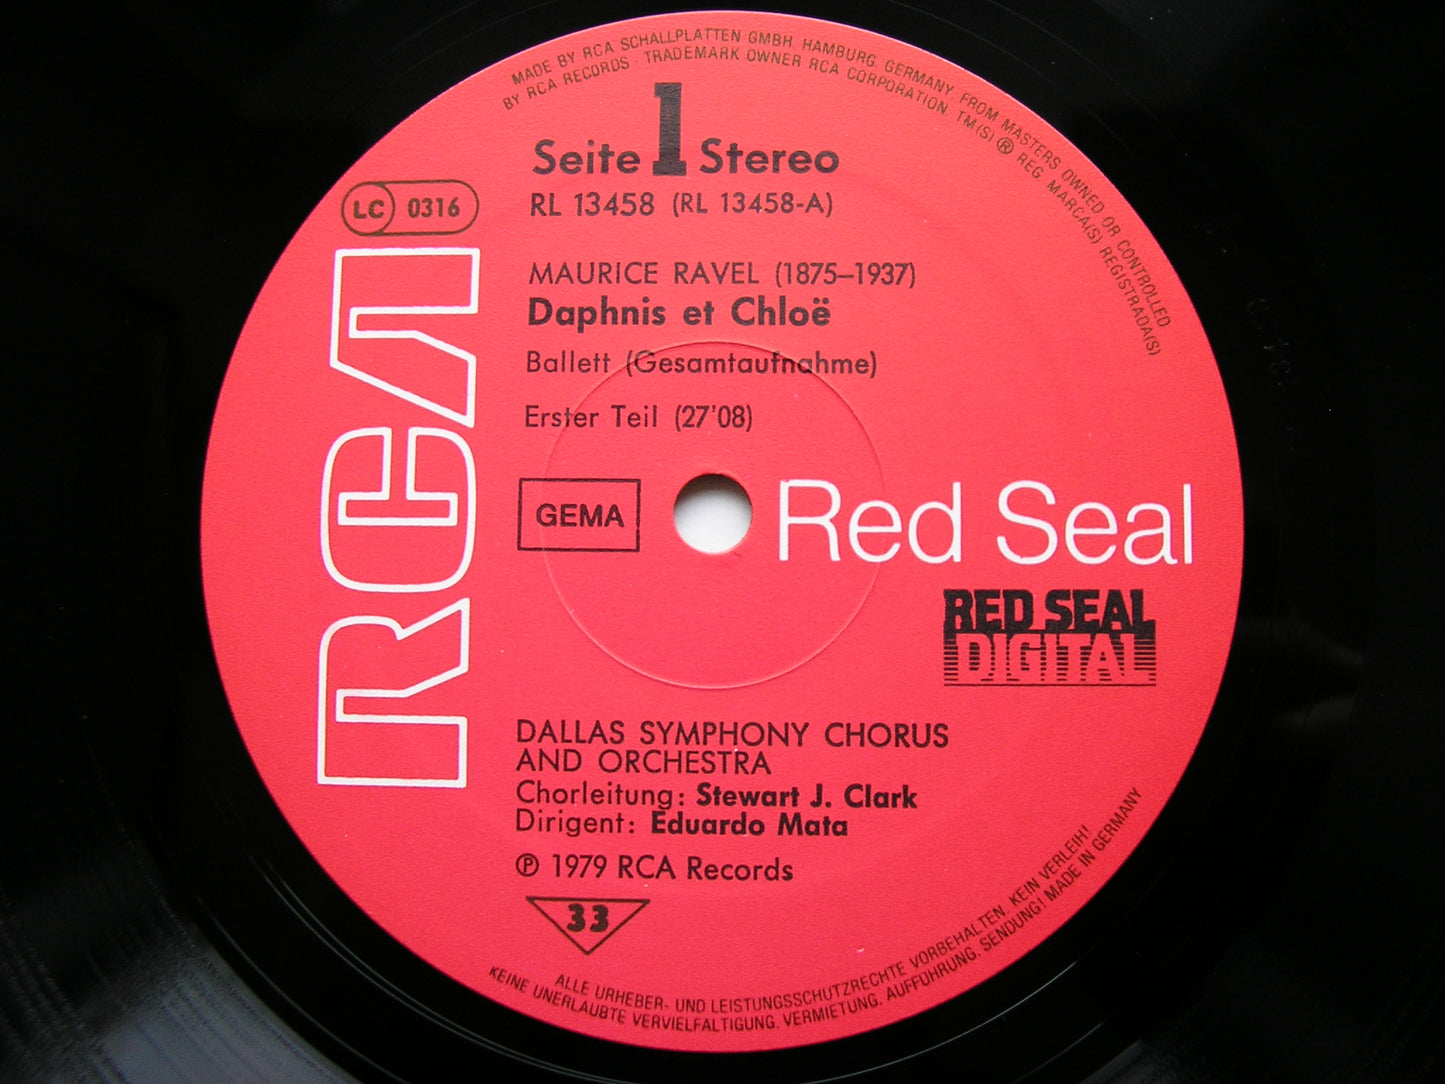 MADE BY RCA SCHALLPLATTEN GMBH, HAMBURG, GERMANY, FROM MASTERS OWNED OR CONTROLLED
BY RCA RECORDS · TRADEMARK OWNER RCA CORPORATION. TM(S) ® REG. MARCA(S) REGISTRADA(S)
Seite 1 Stereo
LC 0316
RL 13458 (RL 13458-A)
RCA
MAURICE RAVEL (1875–1937)
Daphnis et Chloë
Ballett (Gesamtaufnahme)
Erster Teil (27'08)
GEMA
Red Seal
RED SEAL
DIGITAL
DALLAS SYMPHONY CHORUS
AND ORCHESTRA
Chorleitung: Stewart J. Clark
Dirigent: Eduardo Mata
℗ 1979 RCA Records
33
ALLE URHEBER- UND LEISTUNGSSCHUTZRECHTE VORBEHALTEN. KEIN VERLEIH!
KEINE UNERLAUBTE VERVIELFALTIGUNG. VERMIETUNG. AUFFÜHRUNG. SENDUNG! MADE IN GERMANY